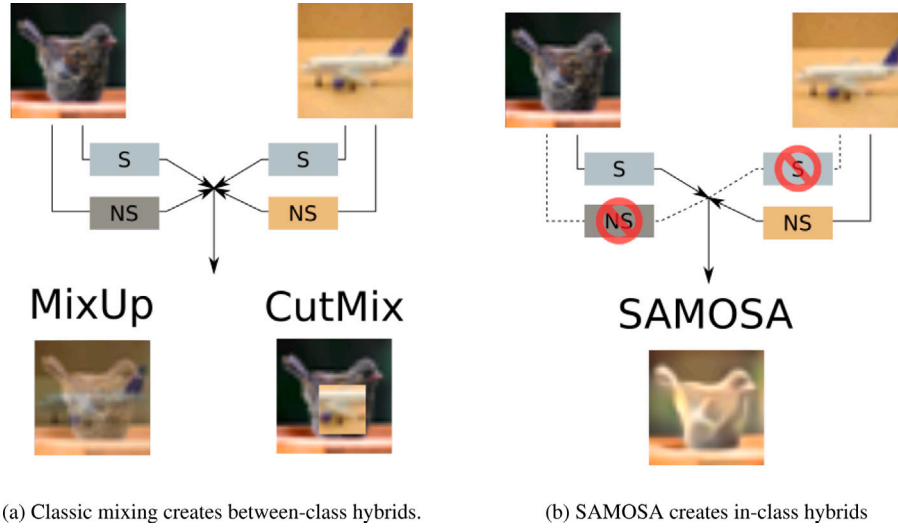 S
S
NS
NS
MixUp
CutMix
(a) Classic mixing creates between-class hybrids.
S
S
NS
NS
SAMOSA
(b) SAMOSA creates in-class hybrids